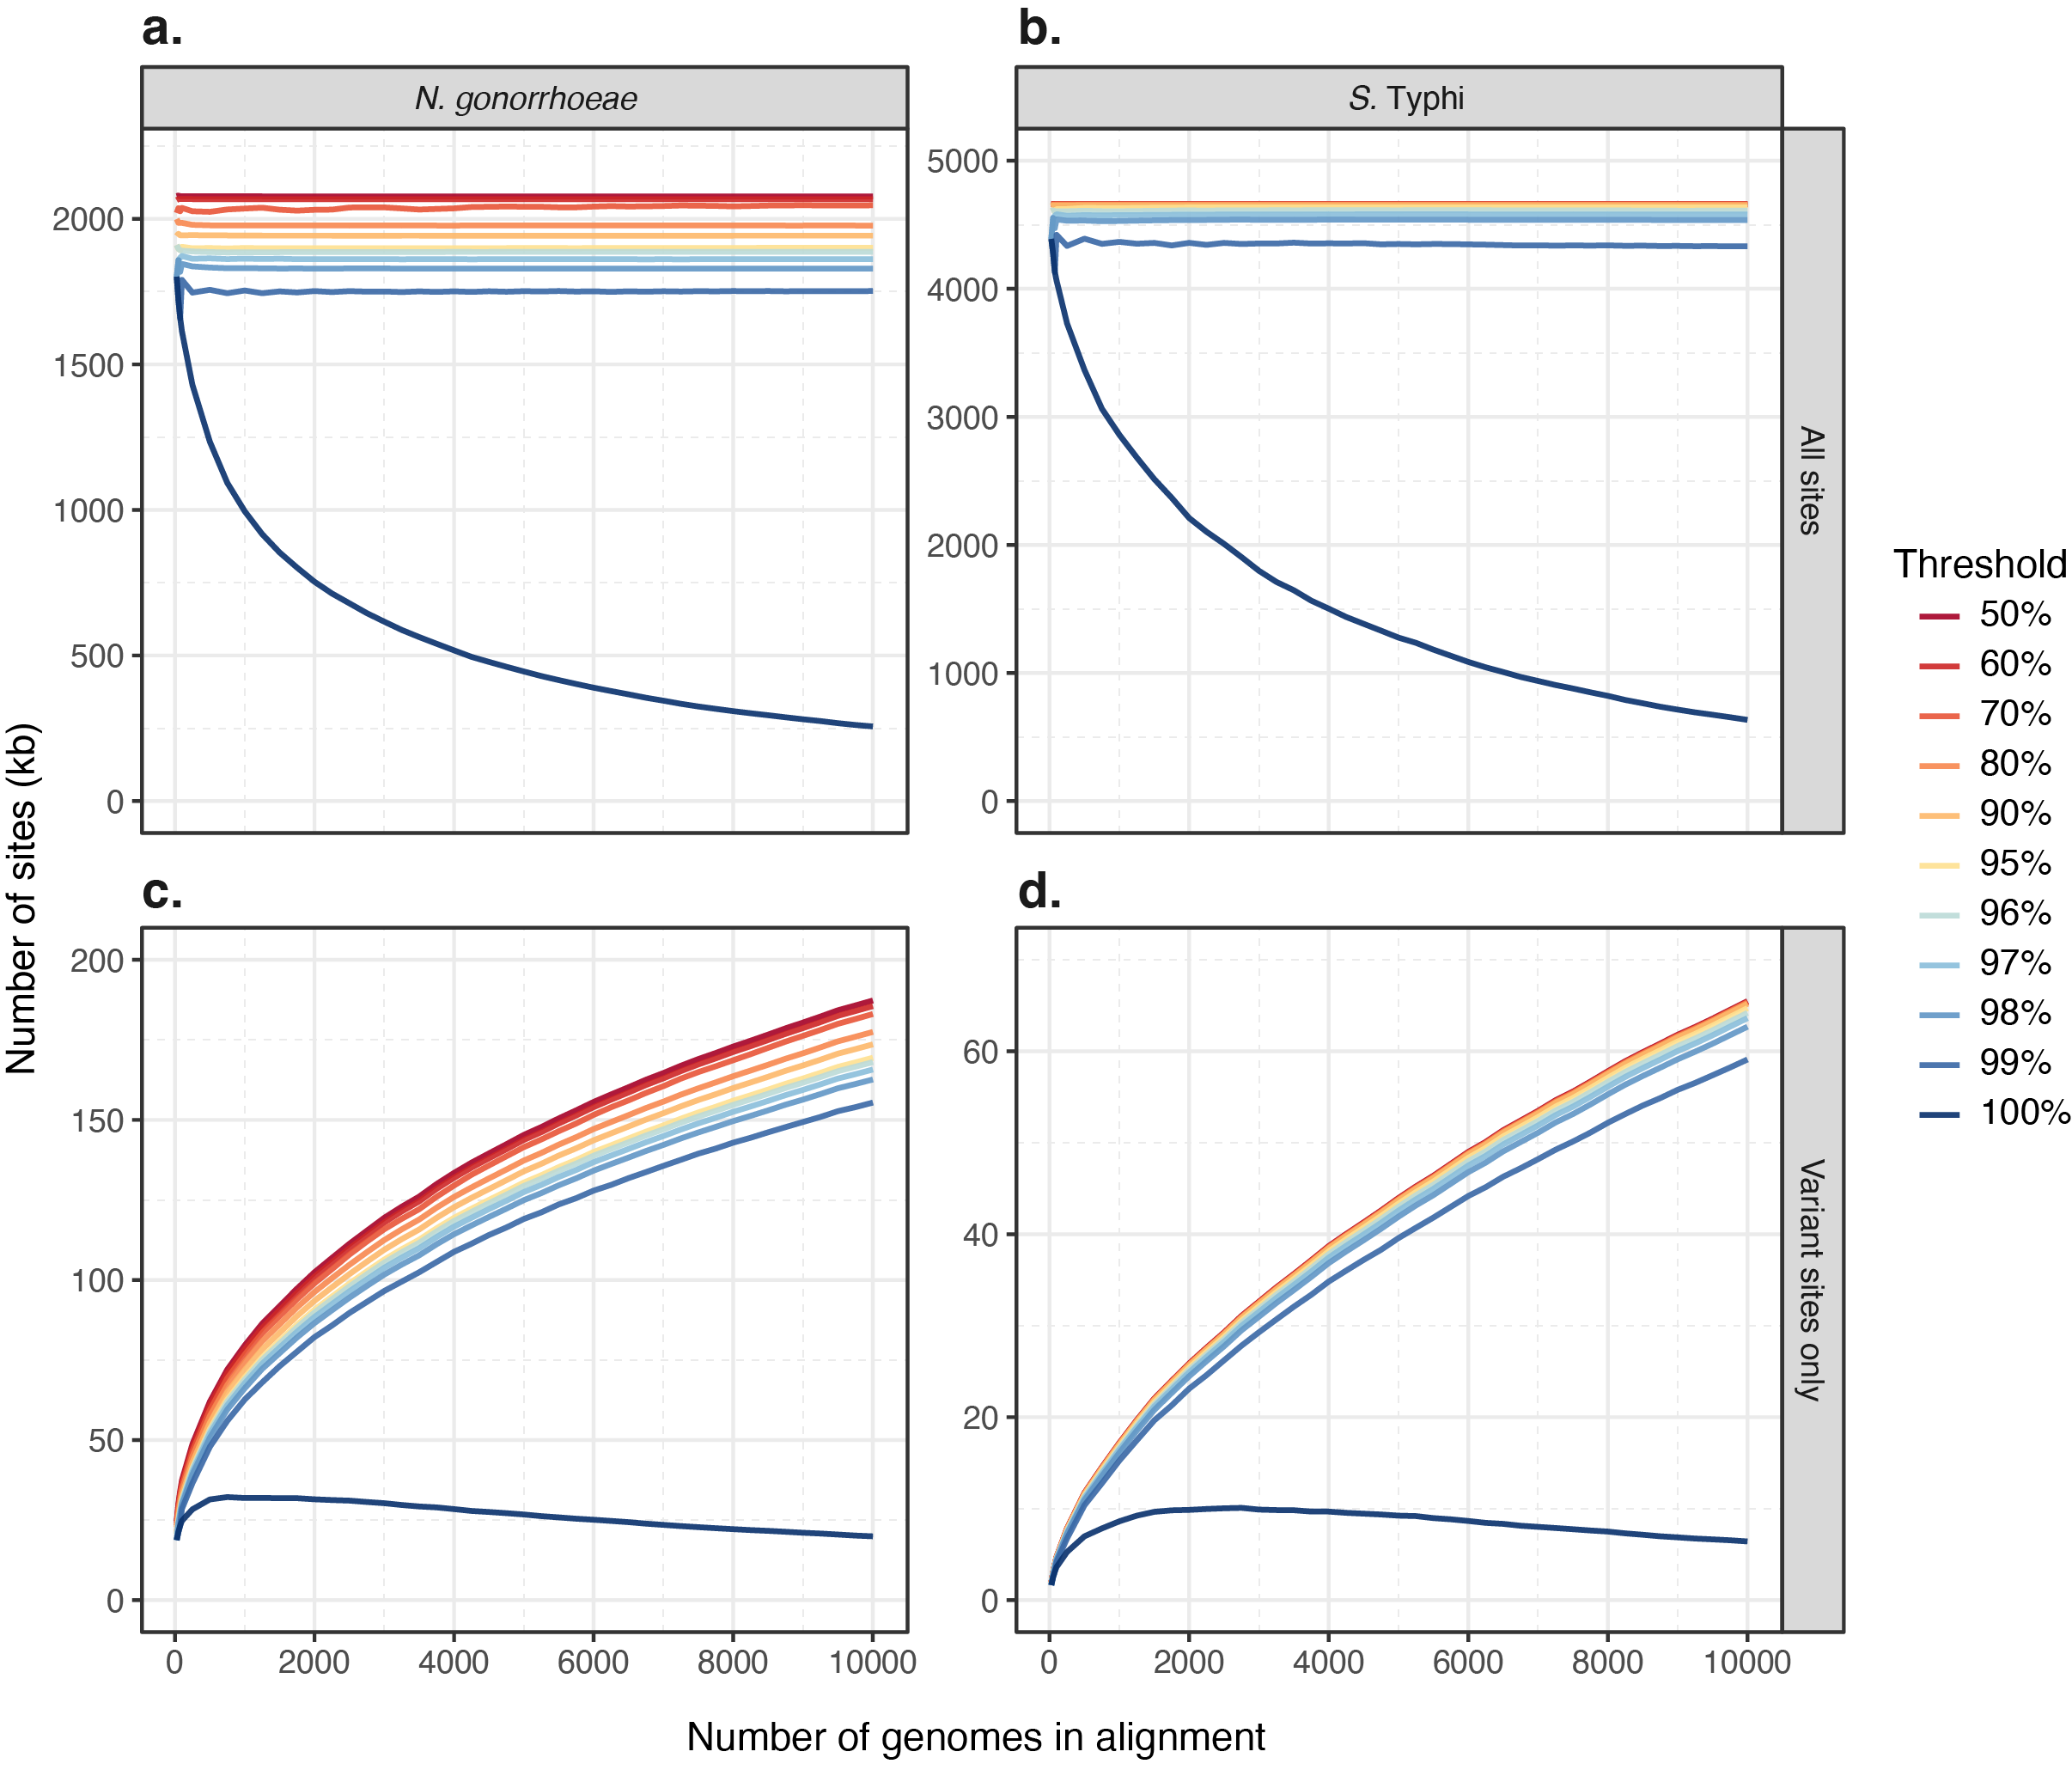 a.
b.
N. gonorrhoeae
S. Typhi
2000
1500
1000
500
0
5000
4000
3000
2000
1000
0
All sites
c.
d.
200
150
100
50
0
60
40
20
0
Variant sites only
0 2000 4000 6000 8000 10000
0 2000 4000 6000 8000 10000
Number of sites (kb)
Number of genomes in alignment
Threshold
50%
60%
70%
80%
90%
95%
96%
97%
98%
99%
100%